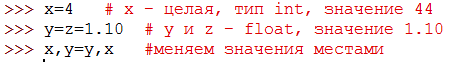 >>> x=4   # x - целая, тип int, значение 44
>>> y=z=1.10  # y и z - float, значение 1.10
>>> x,y=y,x   #меняем значения местами